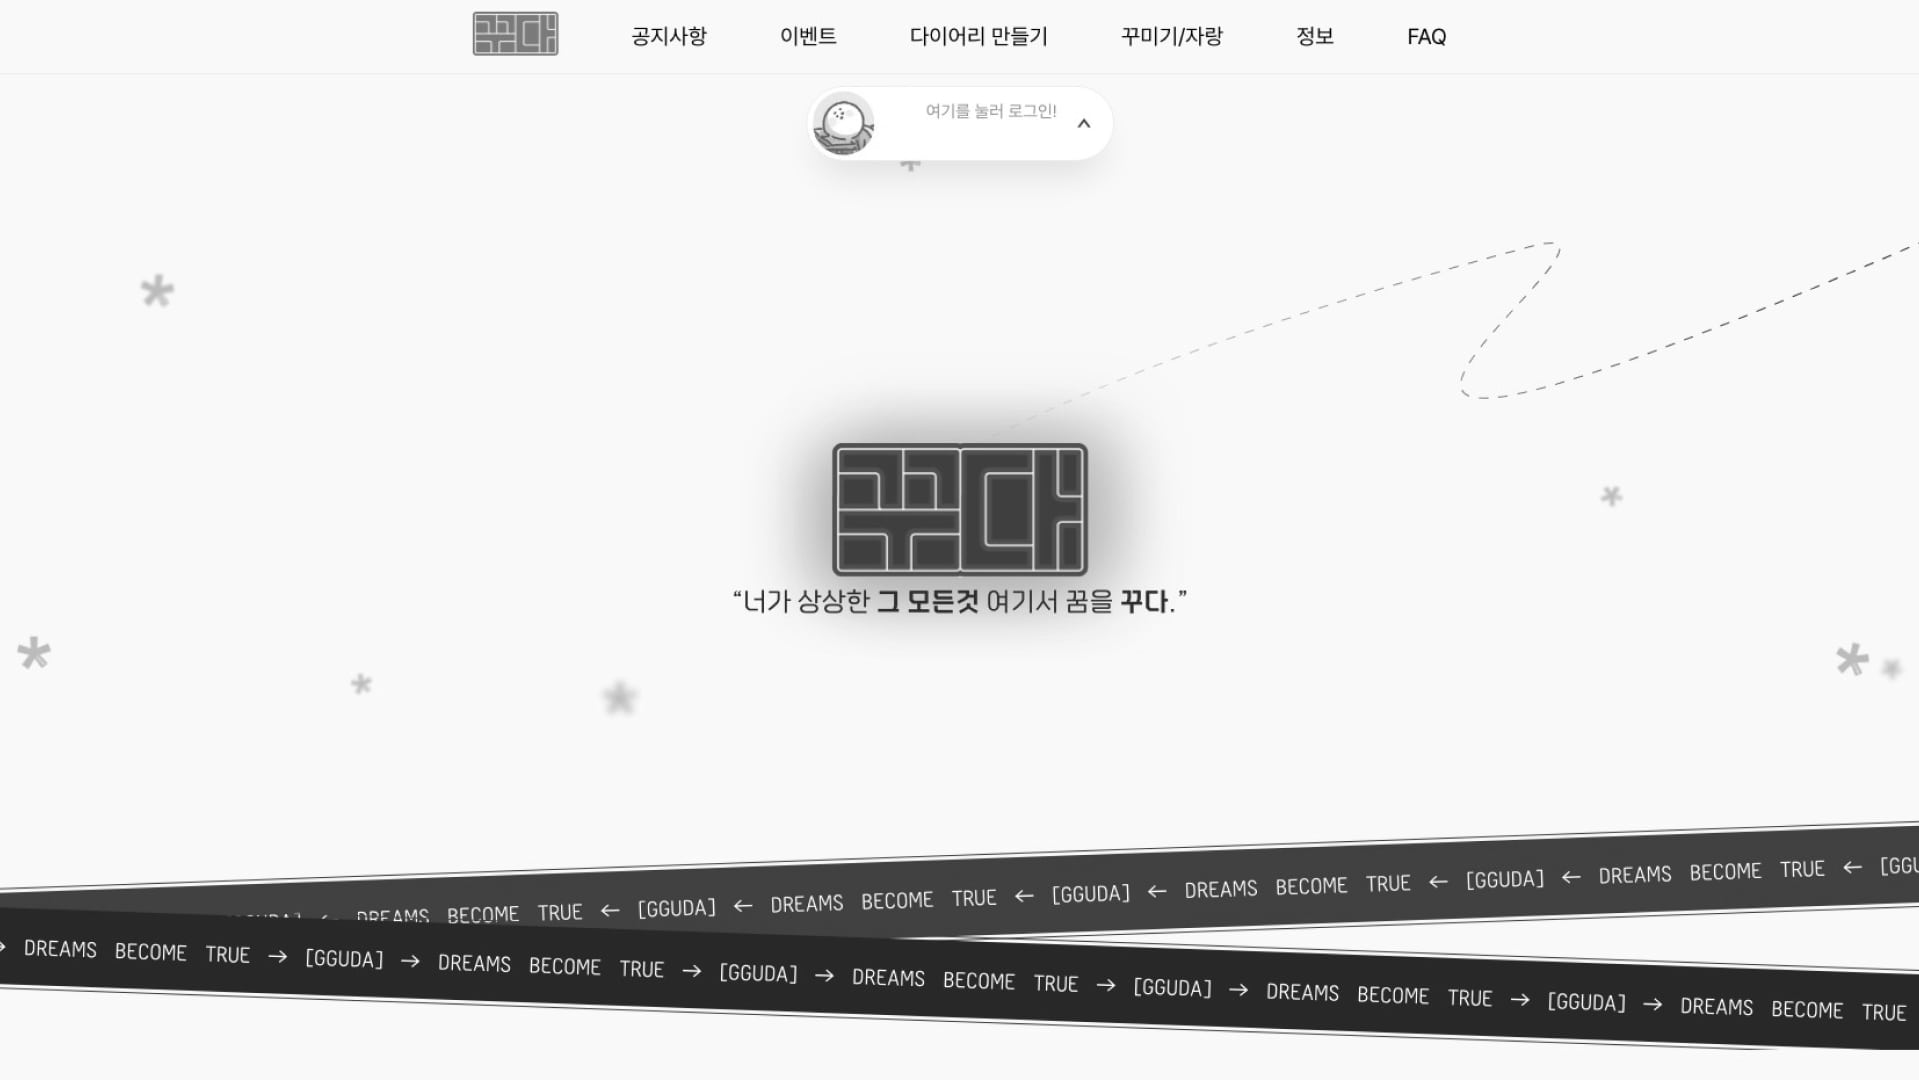 꾸다 공지사항 이벤트 다이어리 만들기 꾸미기/자랑 정보 FAQ
여기를 눌러 로그인!
꾸다
“너가 상상한 그 모든것 여기서 꿈을 꾸다.”
DREAMS BECOME TRUE ← [GGUDA] ← DREAMS BECOME TRUE ← [GGUDA] ← DREAMS BECOME TRUE ← [GGUDA] ← DREAMS BECOME TRUE ←
DREAMS BECOME TRUE → [GGUDA] → DREAMS BECOME TRUE → [GGUDA] → DREAMS BECOME TRUE → [GGUDA] → DREAMS BECOME TRUE → [GGUDA] → DREAMS BECOME TRUE